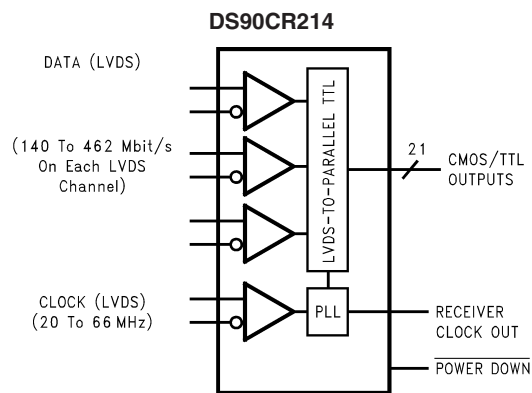 DS90CR214
DATA (LVDS)
(140 To 462 Mbit/s
On Each LVDS
Channel)
CLOCK (LVDS)
(20 To 66 MHz)
LVDS-TO-PARALLEL TTL
PLL
21
CMOS/TTL
OUTPUTS
RECEIVER
CLOCK OUT
POWER DOWN